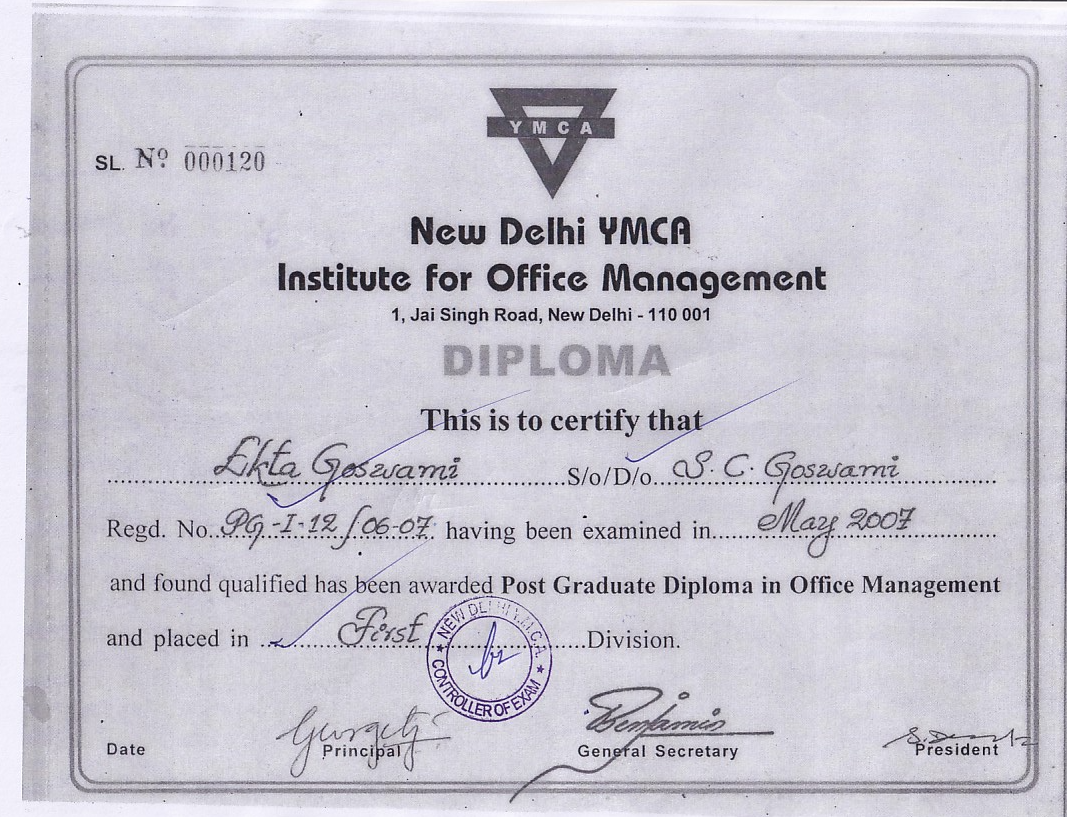 YMCA
SL. Nº 000120
New Delhi YMCA
Institute for Office Management
1, Jai Singh Road, New Delhi - 110 001
DIPLOMA
This is to certify that
Ekta Goswami S/o/D/o S. C. Goswami
Regd. No. PG-I-12/06-07 having been examined in May 2007
and found qualified has been awarded Post Graduate Diploma in Office Management
and placed in First Division.
NEW DELHI Y.M.C.A.
CONTROLLER OF EXAM
Benjamin
Date Principal General Secretary President